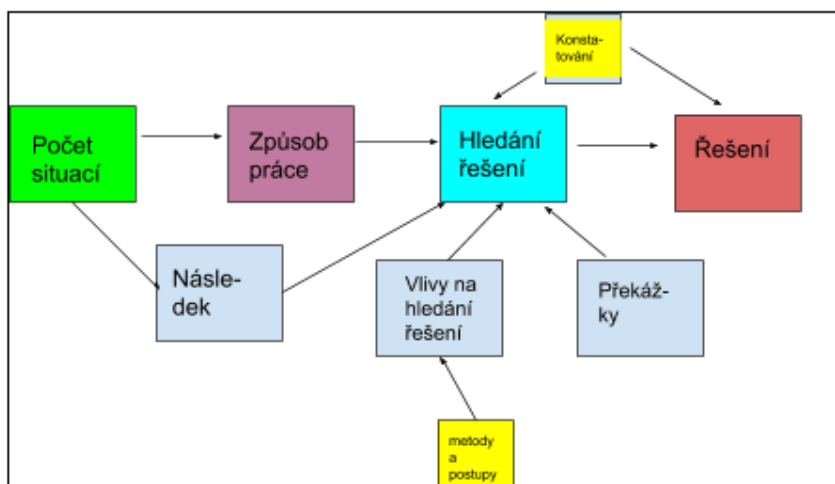 Konsta-
tování
Počet
situací
Způsob
práce
Hledání
řešení
Řešení
Násle-
dek
Vlivy na
hledání
řešení
Překáž-
ky
metody
a
postupy